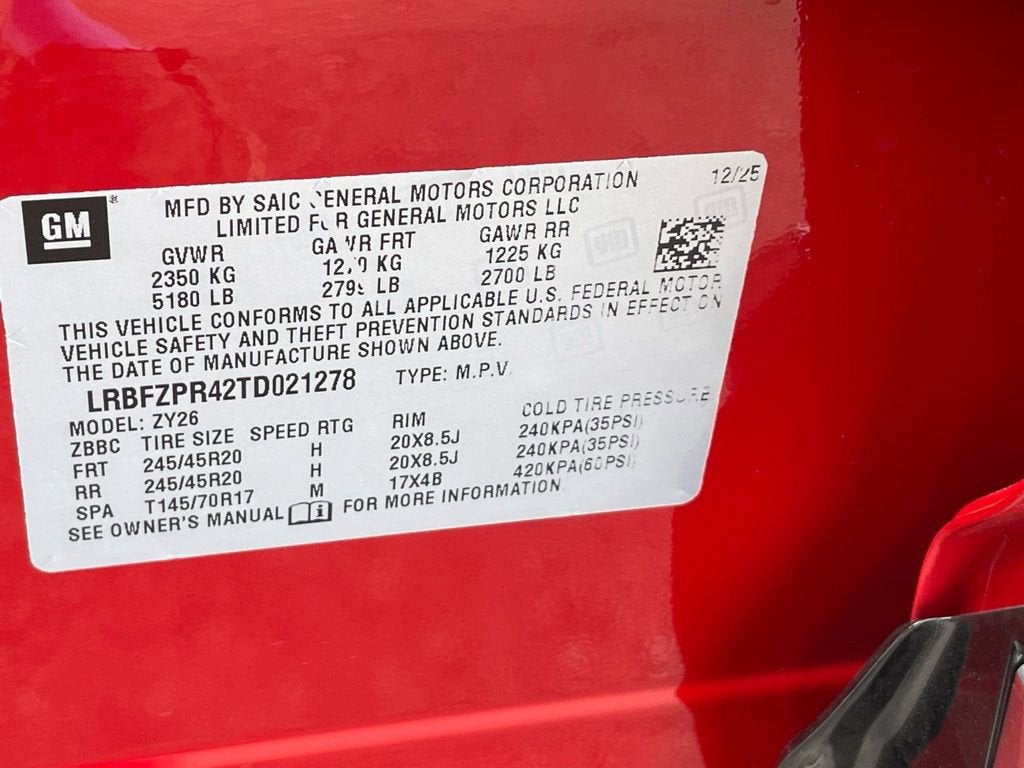 GM
12/25
MFD BY SAIC GENERAL MOTORS CORPORATION
LIMITED FOR GENERAL MOTORS LLC
GVWR GAWR FRT GAWR RR
2350 KG KG 1225 KG
5180 LB LB 2700 LB
THIS VEHICLE CONFORMS TO ALL APPLICABLE U.S. FEDERAL MOTOR
VEHICLE SAFETY AND THEFT PREVENTION STANDARDS IN EFFECT ON
THE DATE OF MANUFACTURE SHOWN ABOVE.
LRBFZPR42TD021278 TYPE: M.P.V.
MODEL: ZY26
ZBBC TIRE SIZE SPEED RTG RIM COLD TIRE PRESSURE
FRT 245/45R20 H 20X8.5J 240KPA(35PSI)
RR 245/45R20 H 20X8.5J 240KPA(35PSI)
SPA T145/70R17 M 17X4B 420KPA(60PSI)
SEE OWNER'S MANUAL i FOR MORE INFORMATION.